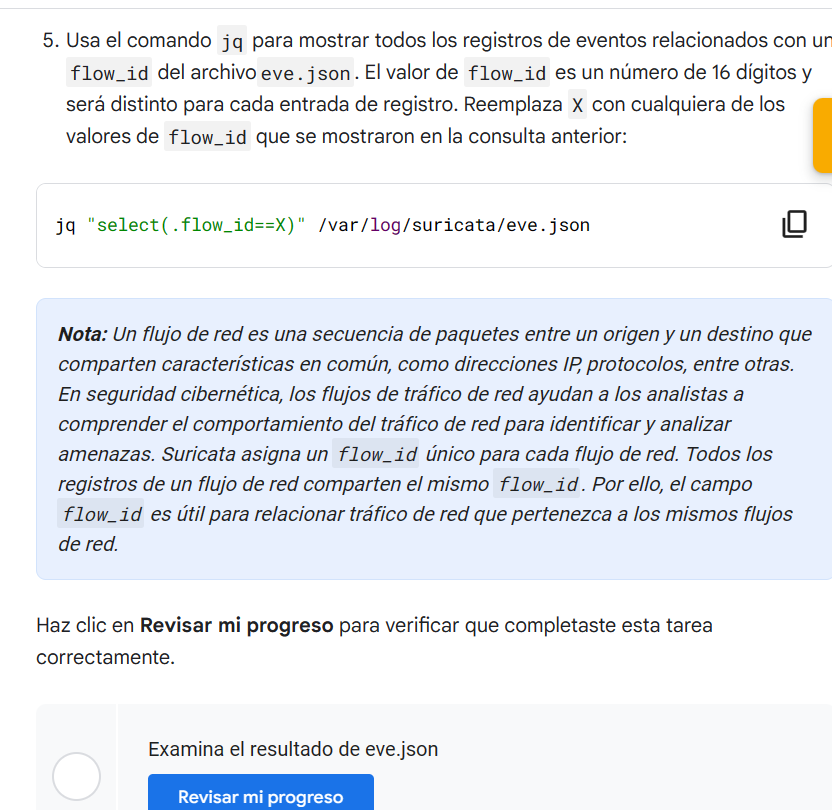 5. Usa el comando jq para mostrar todos los registros de eventos relacionados con un
flow_id del archivo eve.json. El valor de flow_id es un número de 16 dígitos y
será distinto para cada entrada de registro. Reemplaza X con cualquiera de los
valores de flow_id que se mostraron en la consulta anterior:
jq "select(.flow_id==X)" /var/log/suricata/eve.json
Nota: Un flujo de red es una secuencia de paquetes entre un origen y un destino que
comparten características en común, como direcciones IP, protocolos, entre otras.
En seguridad cibernética, los flujos de tráfico de red ayudan a los analistas a
comprender el comportamiento del tráfico de red para identificar y analizar
amenazas. Suricata asigna un flow_id único para cada flujo de red. Todos los
registros de un flujo de red comparten el mismo flow_id. Por ello, el campo
flow_id es útil para relacionar tráfico de red que pertenezca a los mismos flujos
de red.
Haz clic en Revisar mi progreso para verificar que completaste esta tarea
correctamente.
Examina el resultado de eve.json
Revisar mi progreso